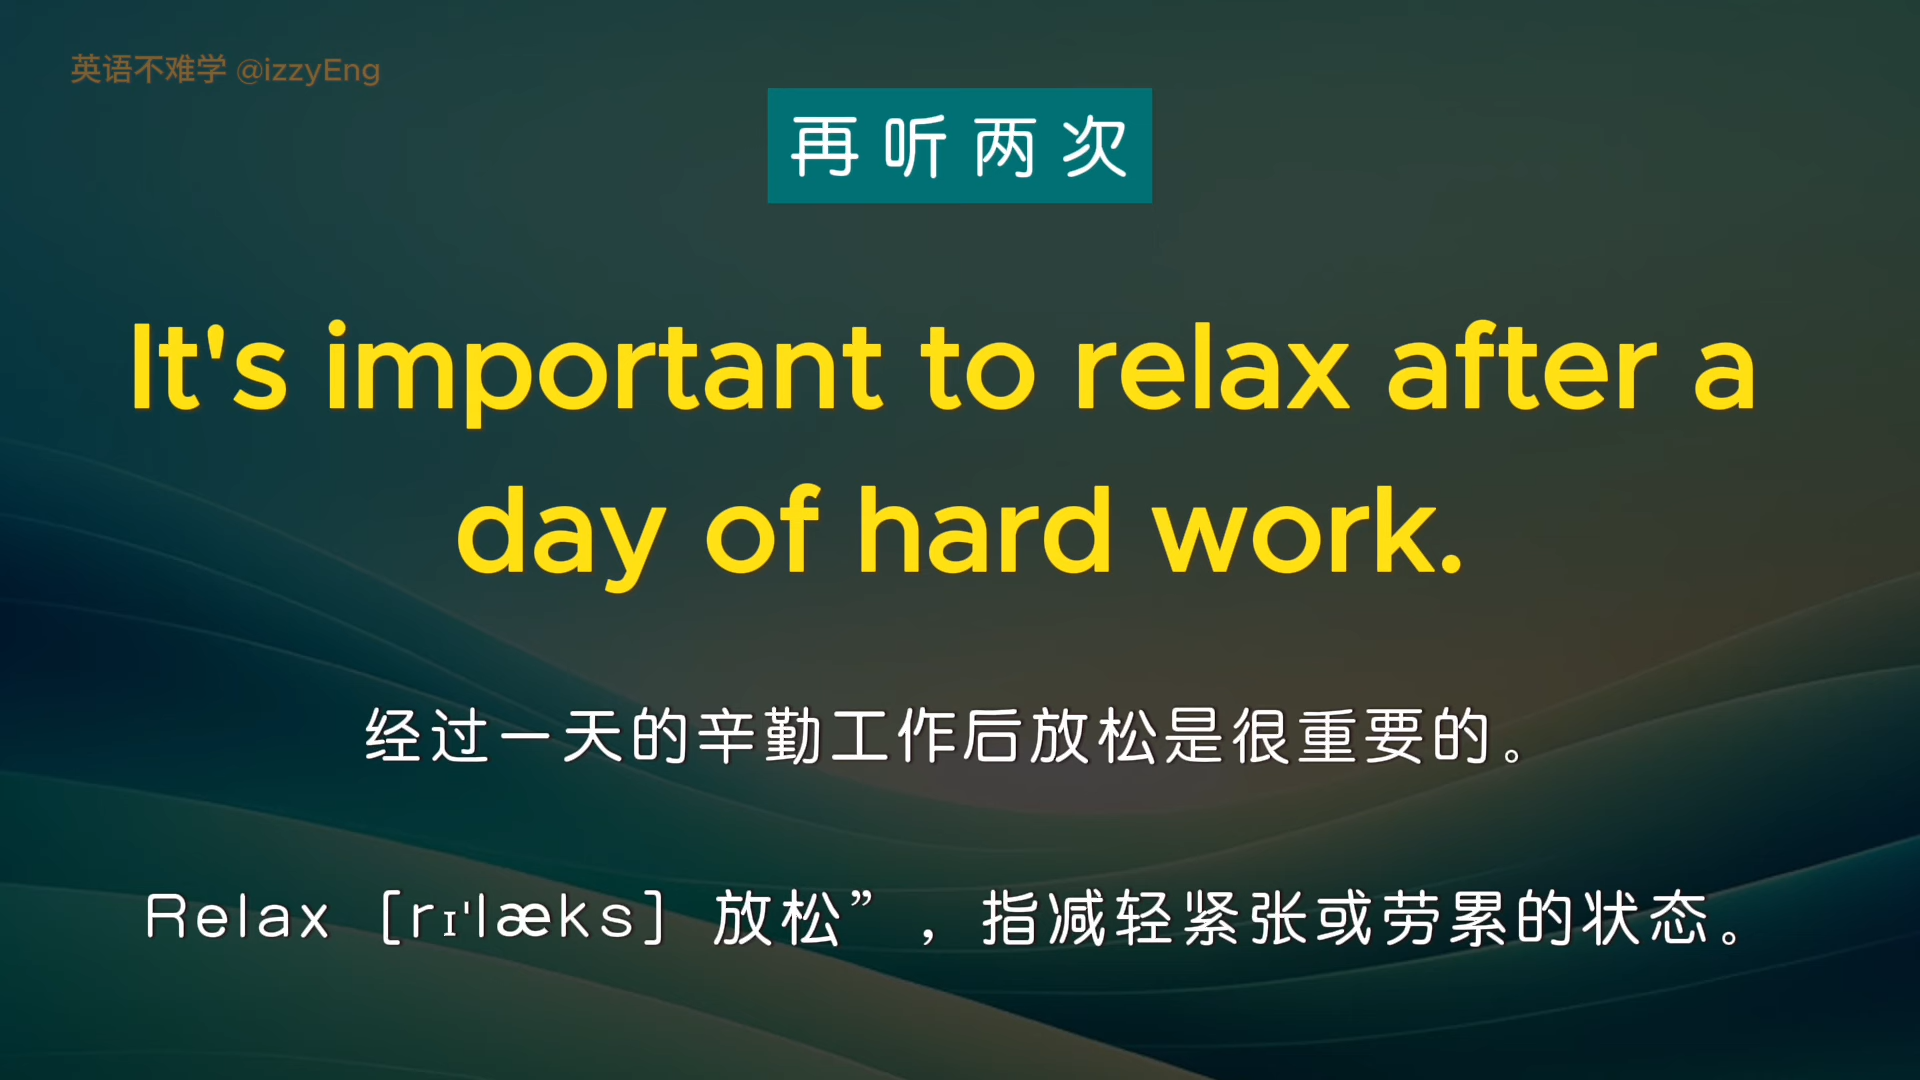 英语不难学 @izzyEng
再听两次
It's important to relax after a
day of hard work.
经过一天的辛勤工作后放松是很重要的。
Relax [rɪ'læks] 放松”，指减轻紧张或劳累的状态。